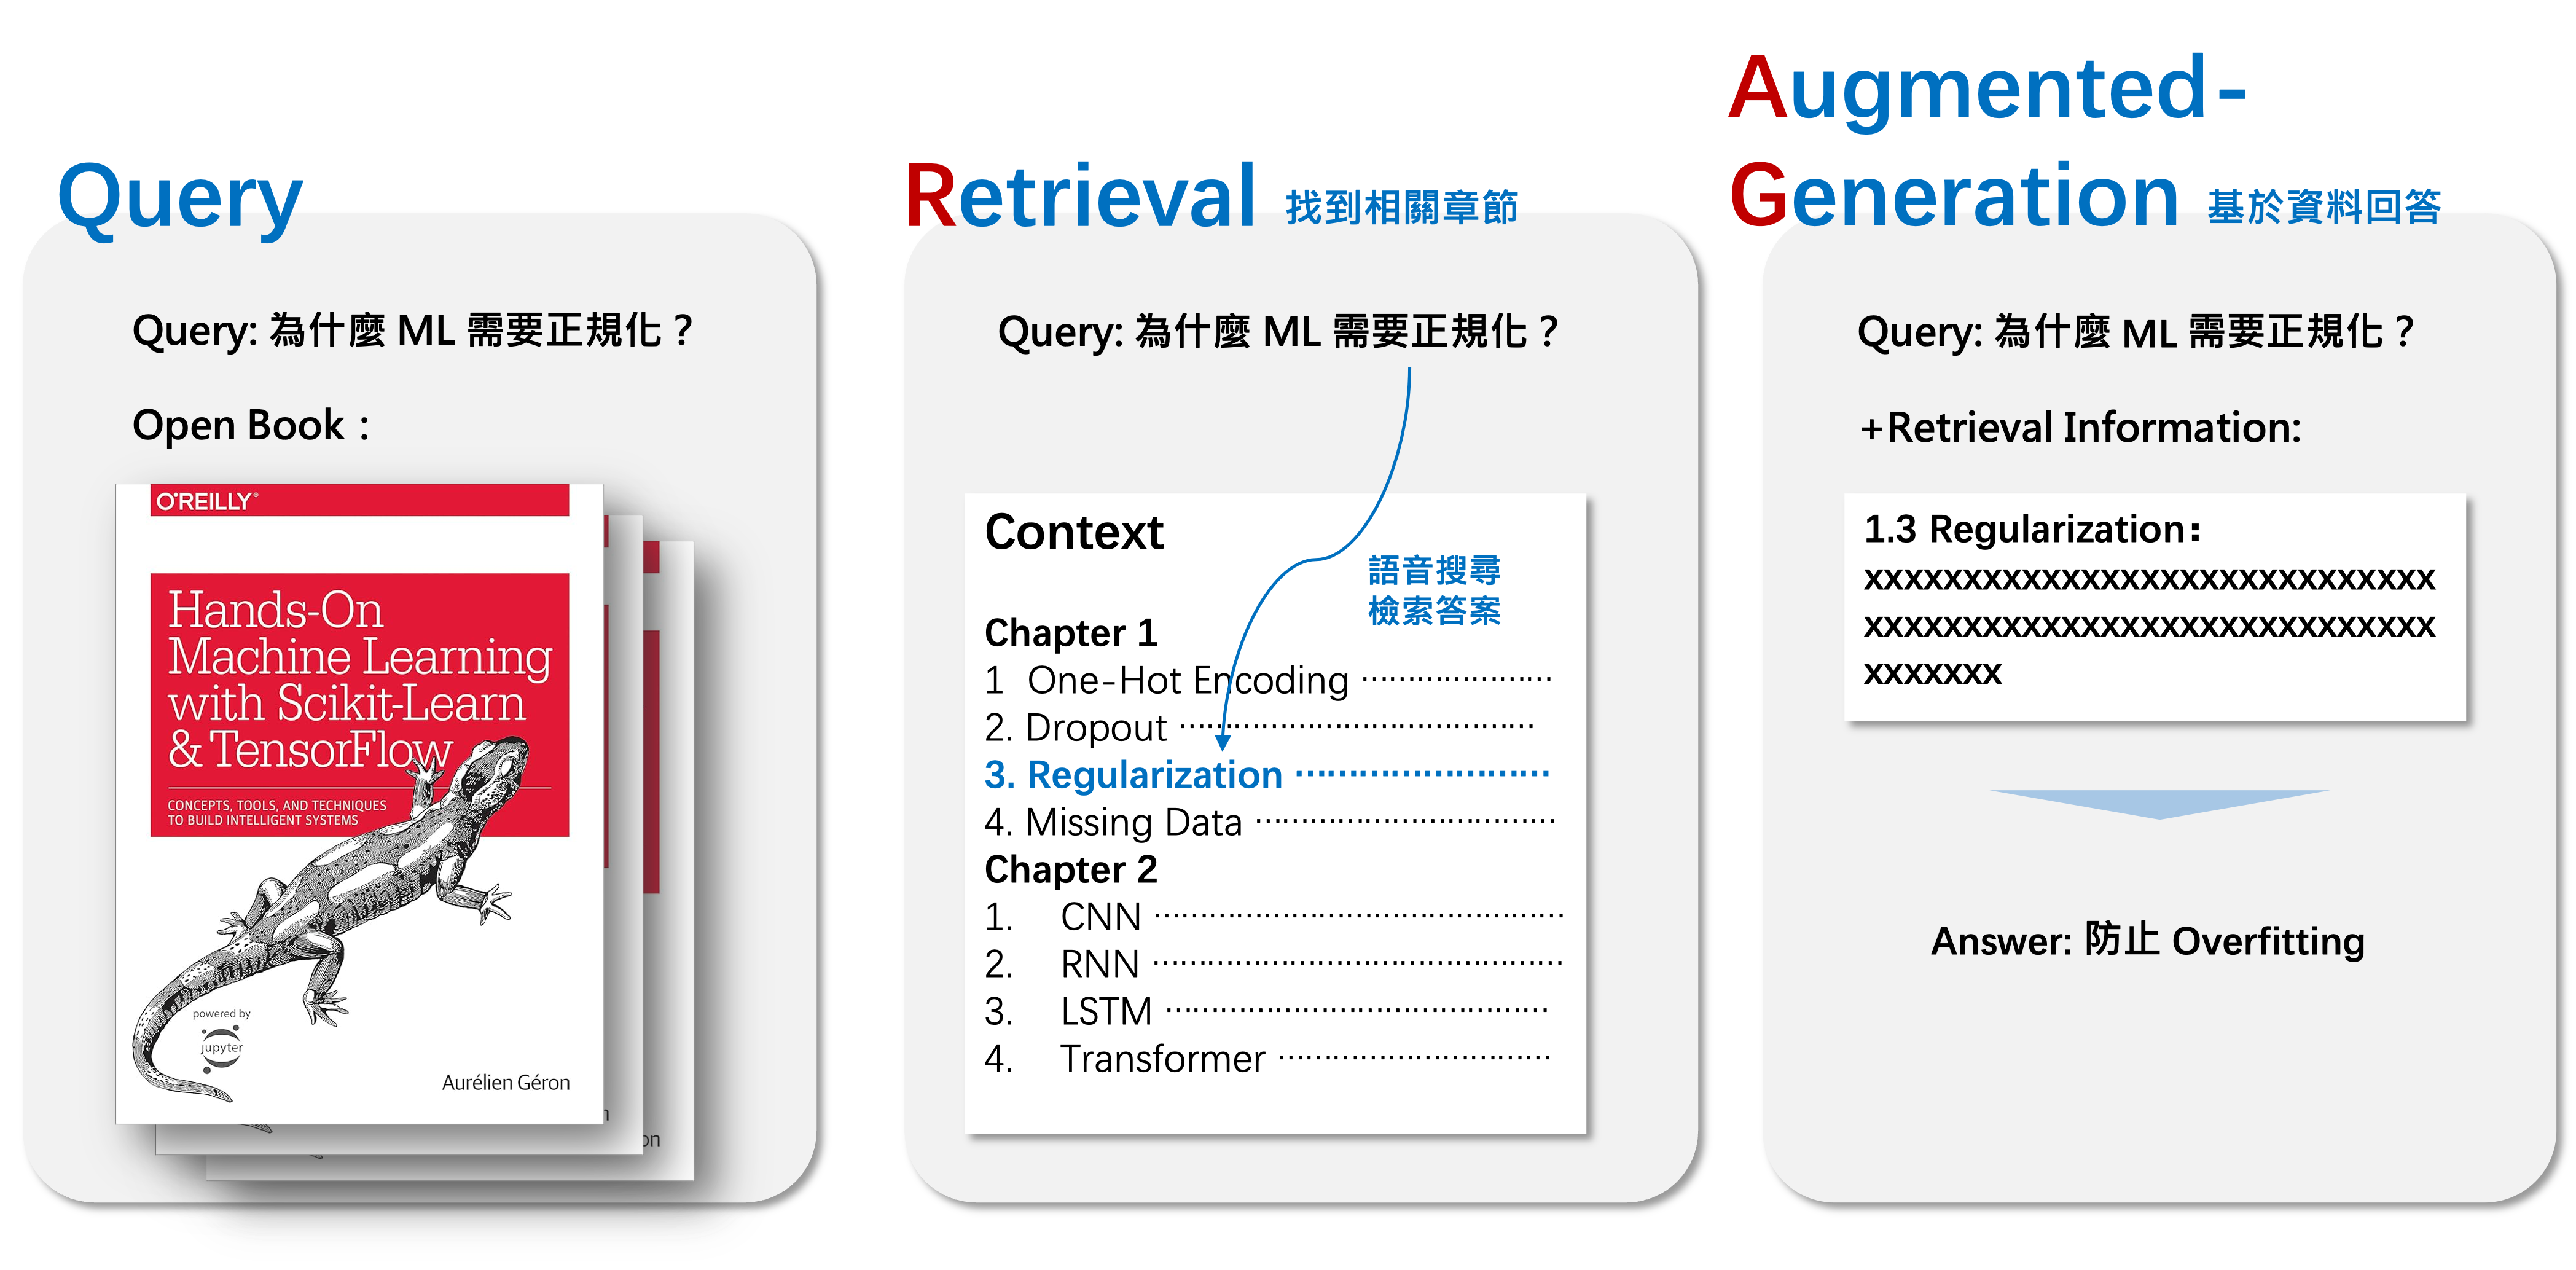 Query
Query: 為什麼 ML 需要正規化？
Open Book：
O'REILLY®
Hands-On
Machine Learning
with Scikit-Learn
& TensorFlow
CONCEPTS, TOOLS, AND TECHNIQUES
TO BUILD INTELLIGENT SYSTEMS
powered by
jupyter
Aurélien Géron
n
on
Retrieval 找到相關章節
Query: 為什麼 ML 需要正規化？
Context
語音搜尋
檢索答案
Chapter 1
1 One-Hot Encoding …………………
2. Dropout …………………………………
3. Regularization ………………………
4. Missing Data ……………………………
Chapter 2
1. CNN ………………………………………
2. RNN ………………………………………
3. LSTM ……………………………………
4. Transformer …………………………
Augmented-
Generation 基於資料回答
Query: 為什麼 ML 需要正規化？
+Retrieval Information:
1.3 Regularization：
xxxxxxxxxxxxxxxxxxxxxxxxxxxxx
xxxxxxxxxxxxxxxxxxxxxxxxxxxxx
xxxxxxx
Answer: 防止 Overfitting